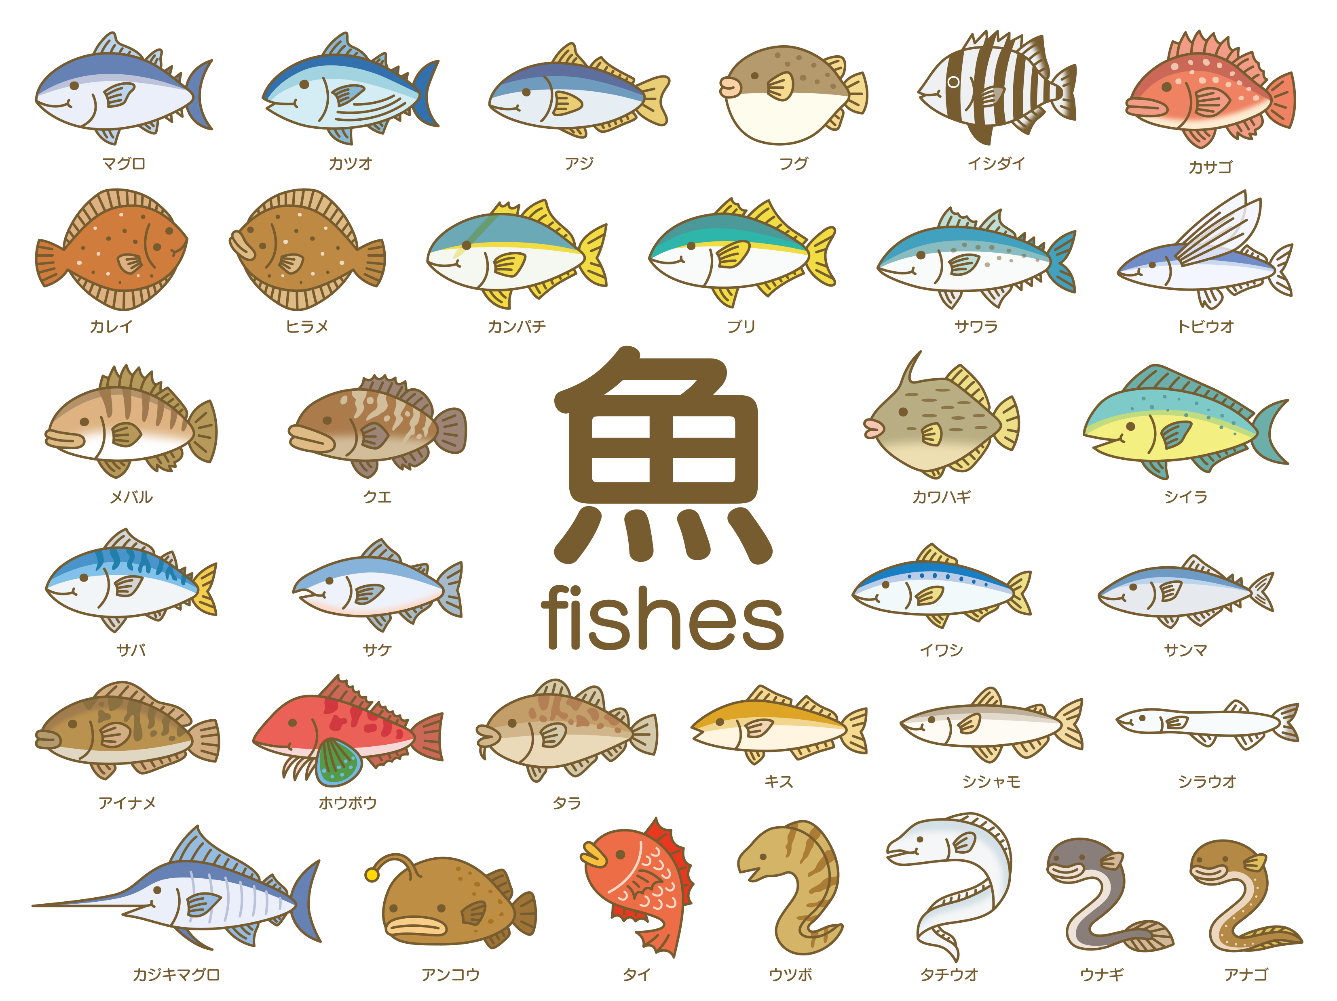 マグロ
カツオ
アジ
フグ
イシダイ
カサゴ
カレイ
ヒラメ
カンパチ
ブリ
サワラ
トビウオ
メバル
クエ
魚
カワハギ
シイラ
サバ
サケ
fishes
イワシ
サンマ
アイナメ
ホウボウ
タラ
キス
シシャモ
シラウオ
カジキマグロ
アンコウ
タイ
ウツボ
タチウオ
ウナギ
アナゴ